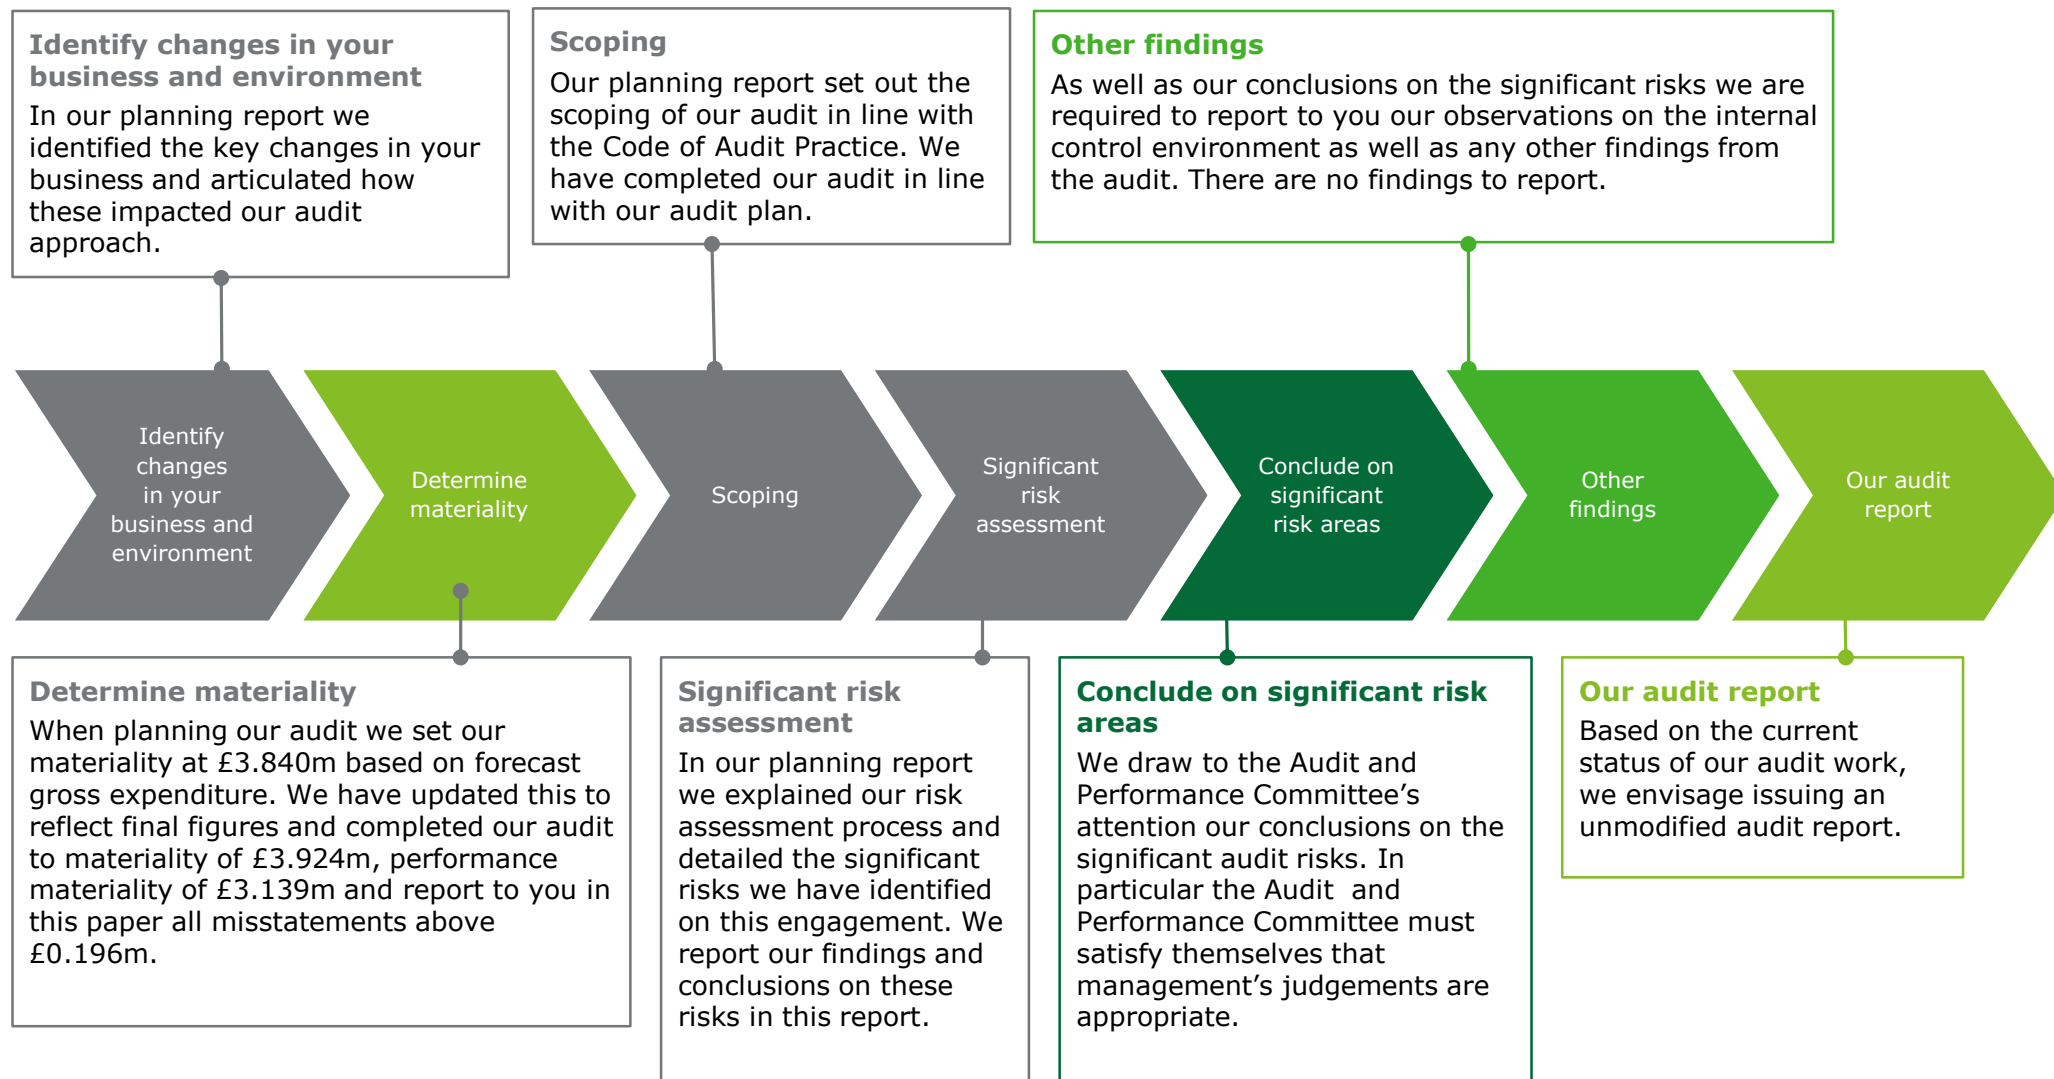 Identify changes in your
business and environment
In our planning report we
identified the key changes in your
business and articulated how
these impacted our audit
approach.
Scoping
Our planning report set out the
scoping of our audit in line with
the Code of Audit Practice. We
have completed our audit in line
with our audit plan.
Other findings
As well as our conclusions on the significant risks we are
required to report to you our observations on the internal
control environment as well as any other findings from
the audit. There are no findings to report.
Identify
changes
in your
business and
environment
Determine
materiality
Scoping
Significant
risk
assessment
Conclude on
significant
risk areas
Other
findings
Our audit
report
Determine materiality
When planning our audit we set our
materiality at £3.840m based on forecast
gross expenditure. We have updated this to
reflect final figures and completed our audit
to materiality of £3.924m, performance
materiality of £3.139m and report to you in
this paper all misstatements above
£0.196m.
Significant risk
assessment
In our planning report
we explained our risk
assessment process and
detailed the significant
risks we have identified
on this engagement. We
report our findings and
conclusions on these
risks in this report.
Conclude on significant risk
areas
We draw to the Audit and
Performance Committee’s
attention our conclusions on the
significant audit risks. In
particular the Audit  and
Performance Committee must
satisfy themselves that
management’s judgements are
appropriate.
Our audit report
Based on the current
status of our audit work,
we envisage issuing an
unmodified audit report.